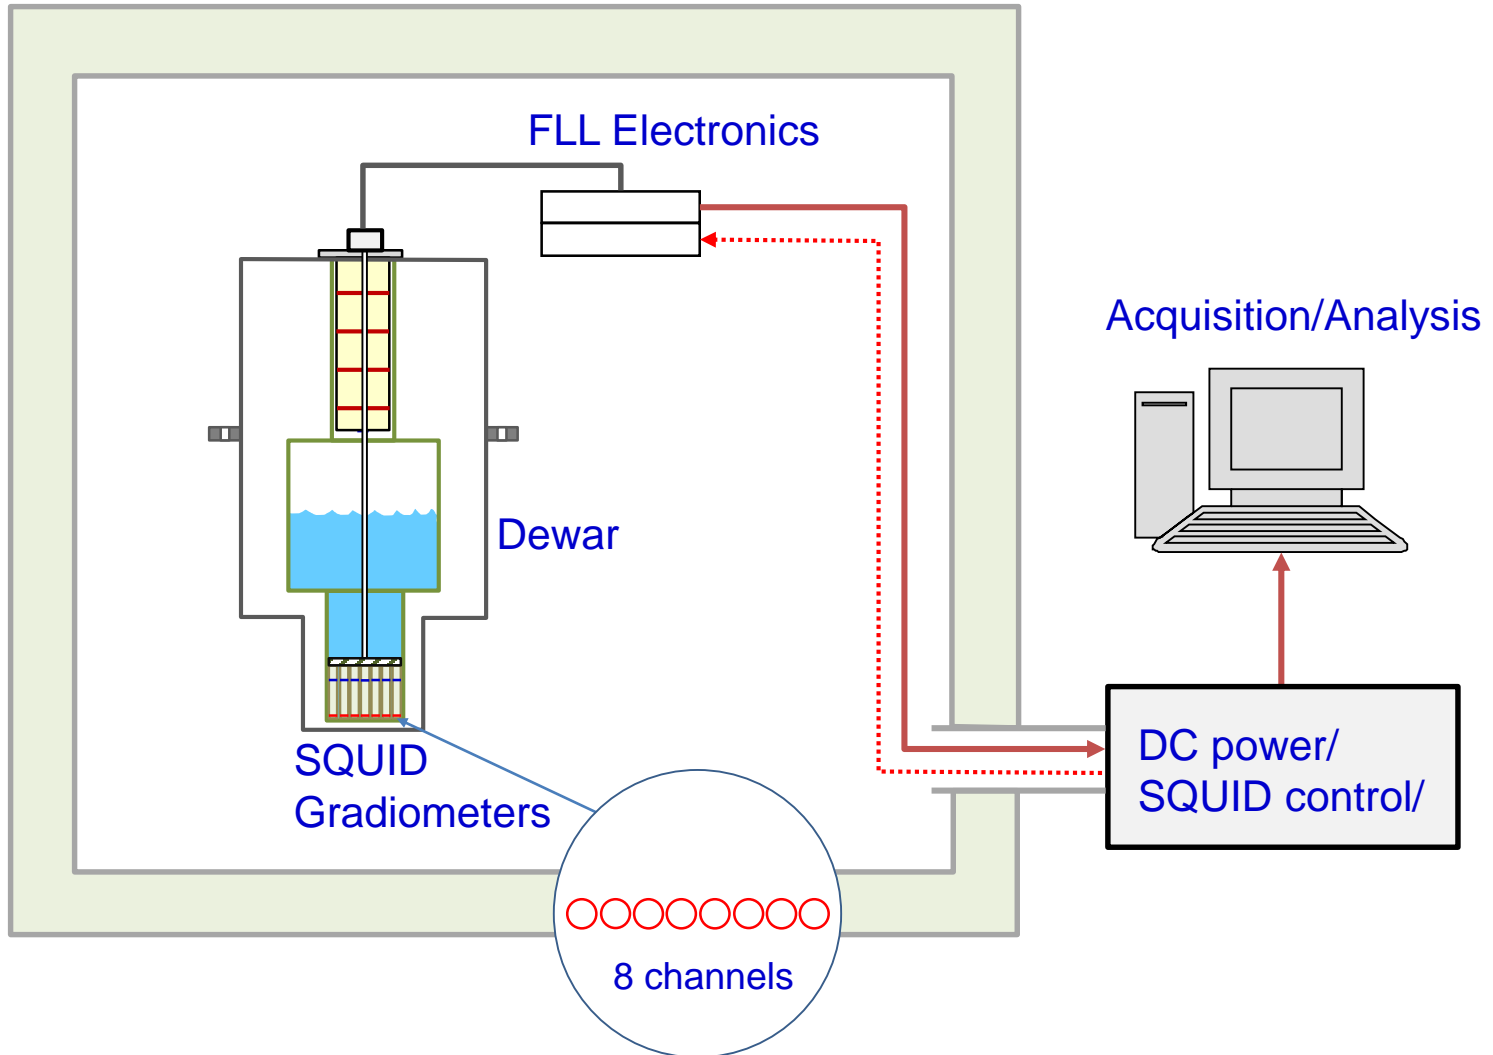 FLL Electronics
Acquisition/Analysis
Dewar
SQUID
Gradiometers
DC power/
SQUID control/
8 channels